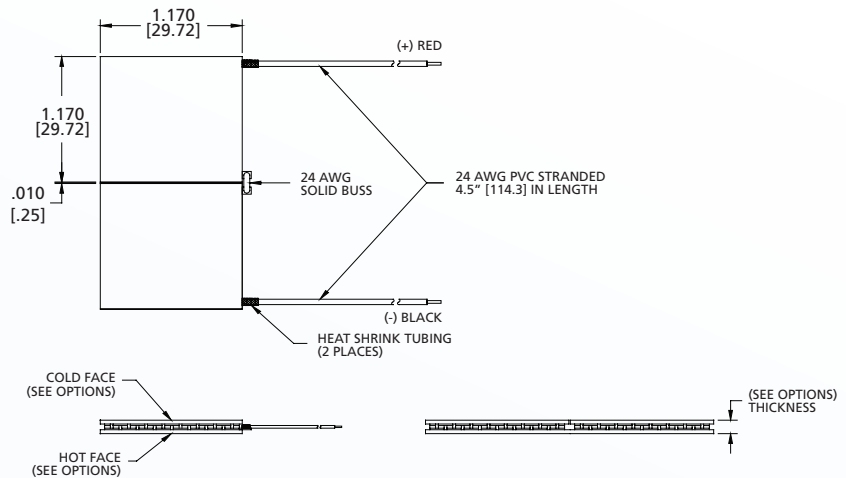 1.170
[29.72]
(+) RED
1.170
[29.72]
24 AWG
SOLID BUSS
24 AWG PVC STRANDED
4.5" [114.3] IN LENGTH
.010
[.25]
(-) BLACK
HEAT SHRINK TUBING
(2 PLACES)
COLD FACE
(SEE OPTIONS)
(SEE OPTIONS)
THICKNESS
HOT FACE
(SEE OPTIONS)